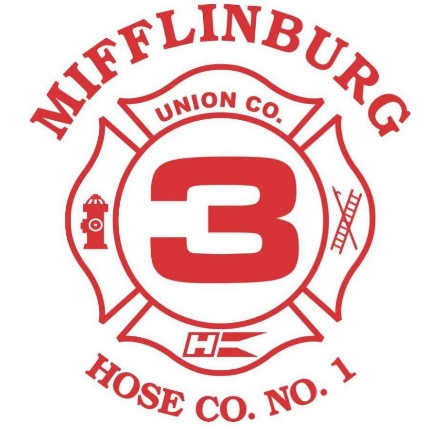 MIFFLINBURG
UNION CO.
3
H
HOSE CO. NO. 1